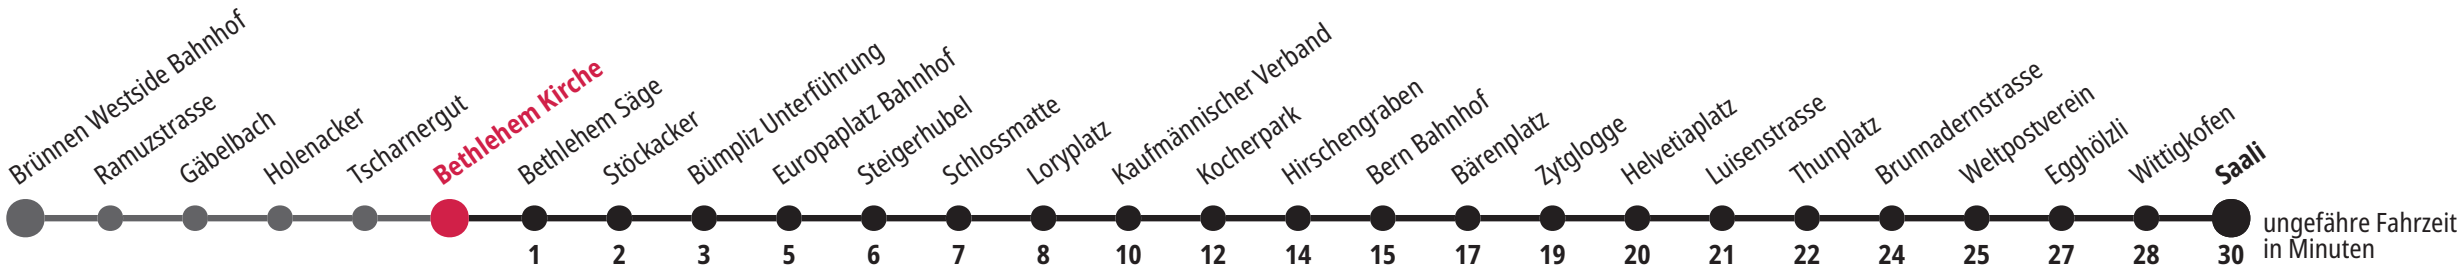 Brünnen Westside Bahnhof
Ramuzstrasse
Gäbelbach
Holenacker
Tscharnergut
Bethlehem Kirche
Bethlehem Säge
Stöckacker
Bümpliz Unterführung
Europaplatz Bahnhof
Steigerhubel
Schlossmatte
Loryplatz
Kaufmännischer Verband
Kocherpark
Hirschengraben
Bern Bahnhof
Bärenplatz
Zytglogge
Helvetiaplatz
Luisenstrasse
Thunplatz
Brunnadernstrasse
Weltpostverein
Egghölzli
Wittigkofen
Saali
1 2 3 5 6 7 8 10 12 14 15 17 19 20 21 22 24 25 27 28 30
ungefähre Fahrzeit
in Minuten